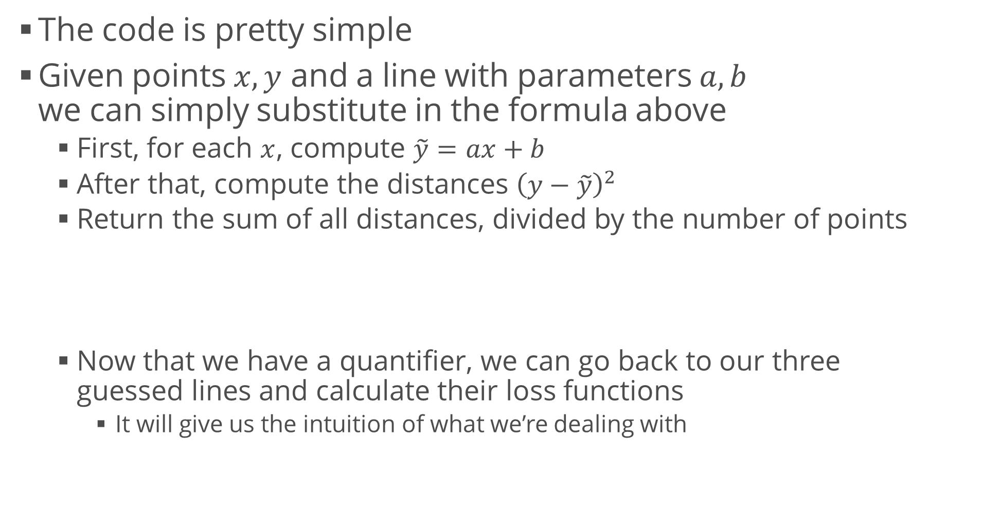 ▪ The code is pretty simple
▪ Given points x, y and a line with parameters a, b
we can simply substitute in the formula above
▪ First, for each x, compute ỹ = ax + b
▪ After that, compute the distances (y − ỹ)²
▪ Return the sum of all distances, divided by the number of points
▪ Now that we have a quantifier, we can go back to our three
guessed lines and calculate their loss functions
▪ It will give us the intuition of what we’re dealing with